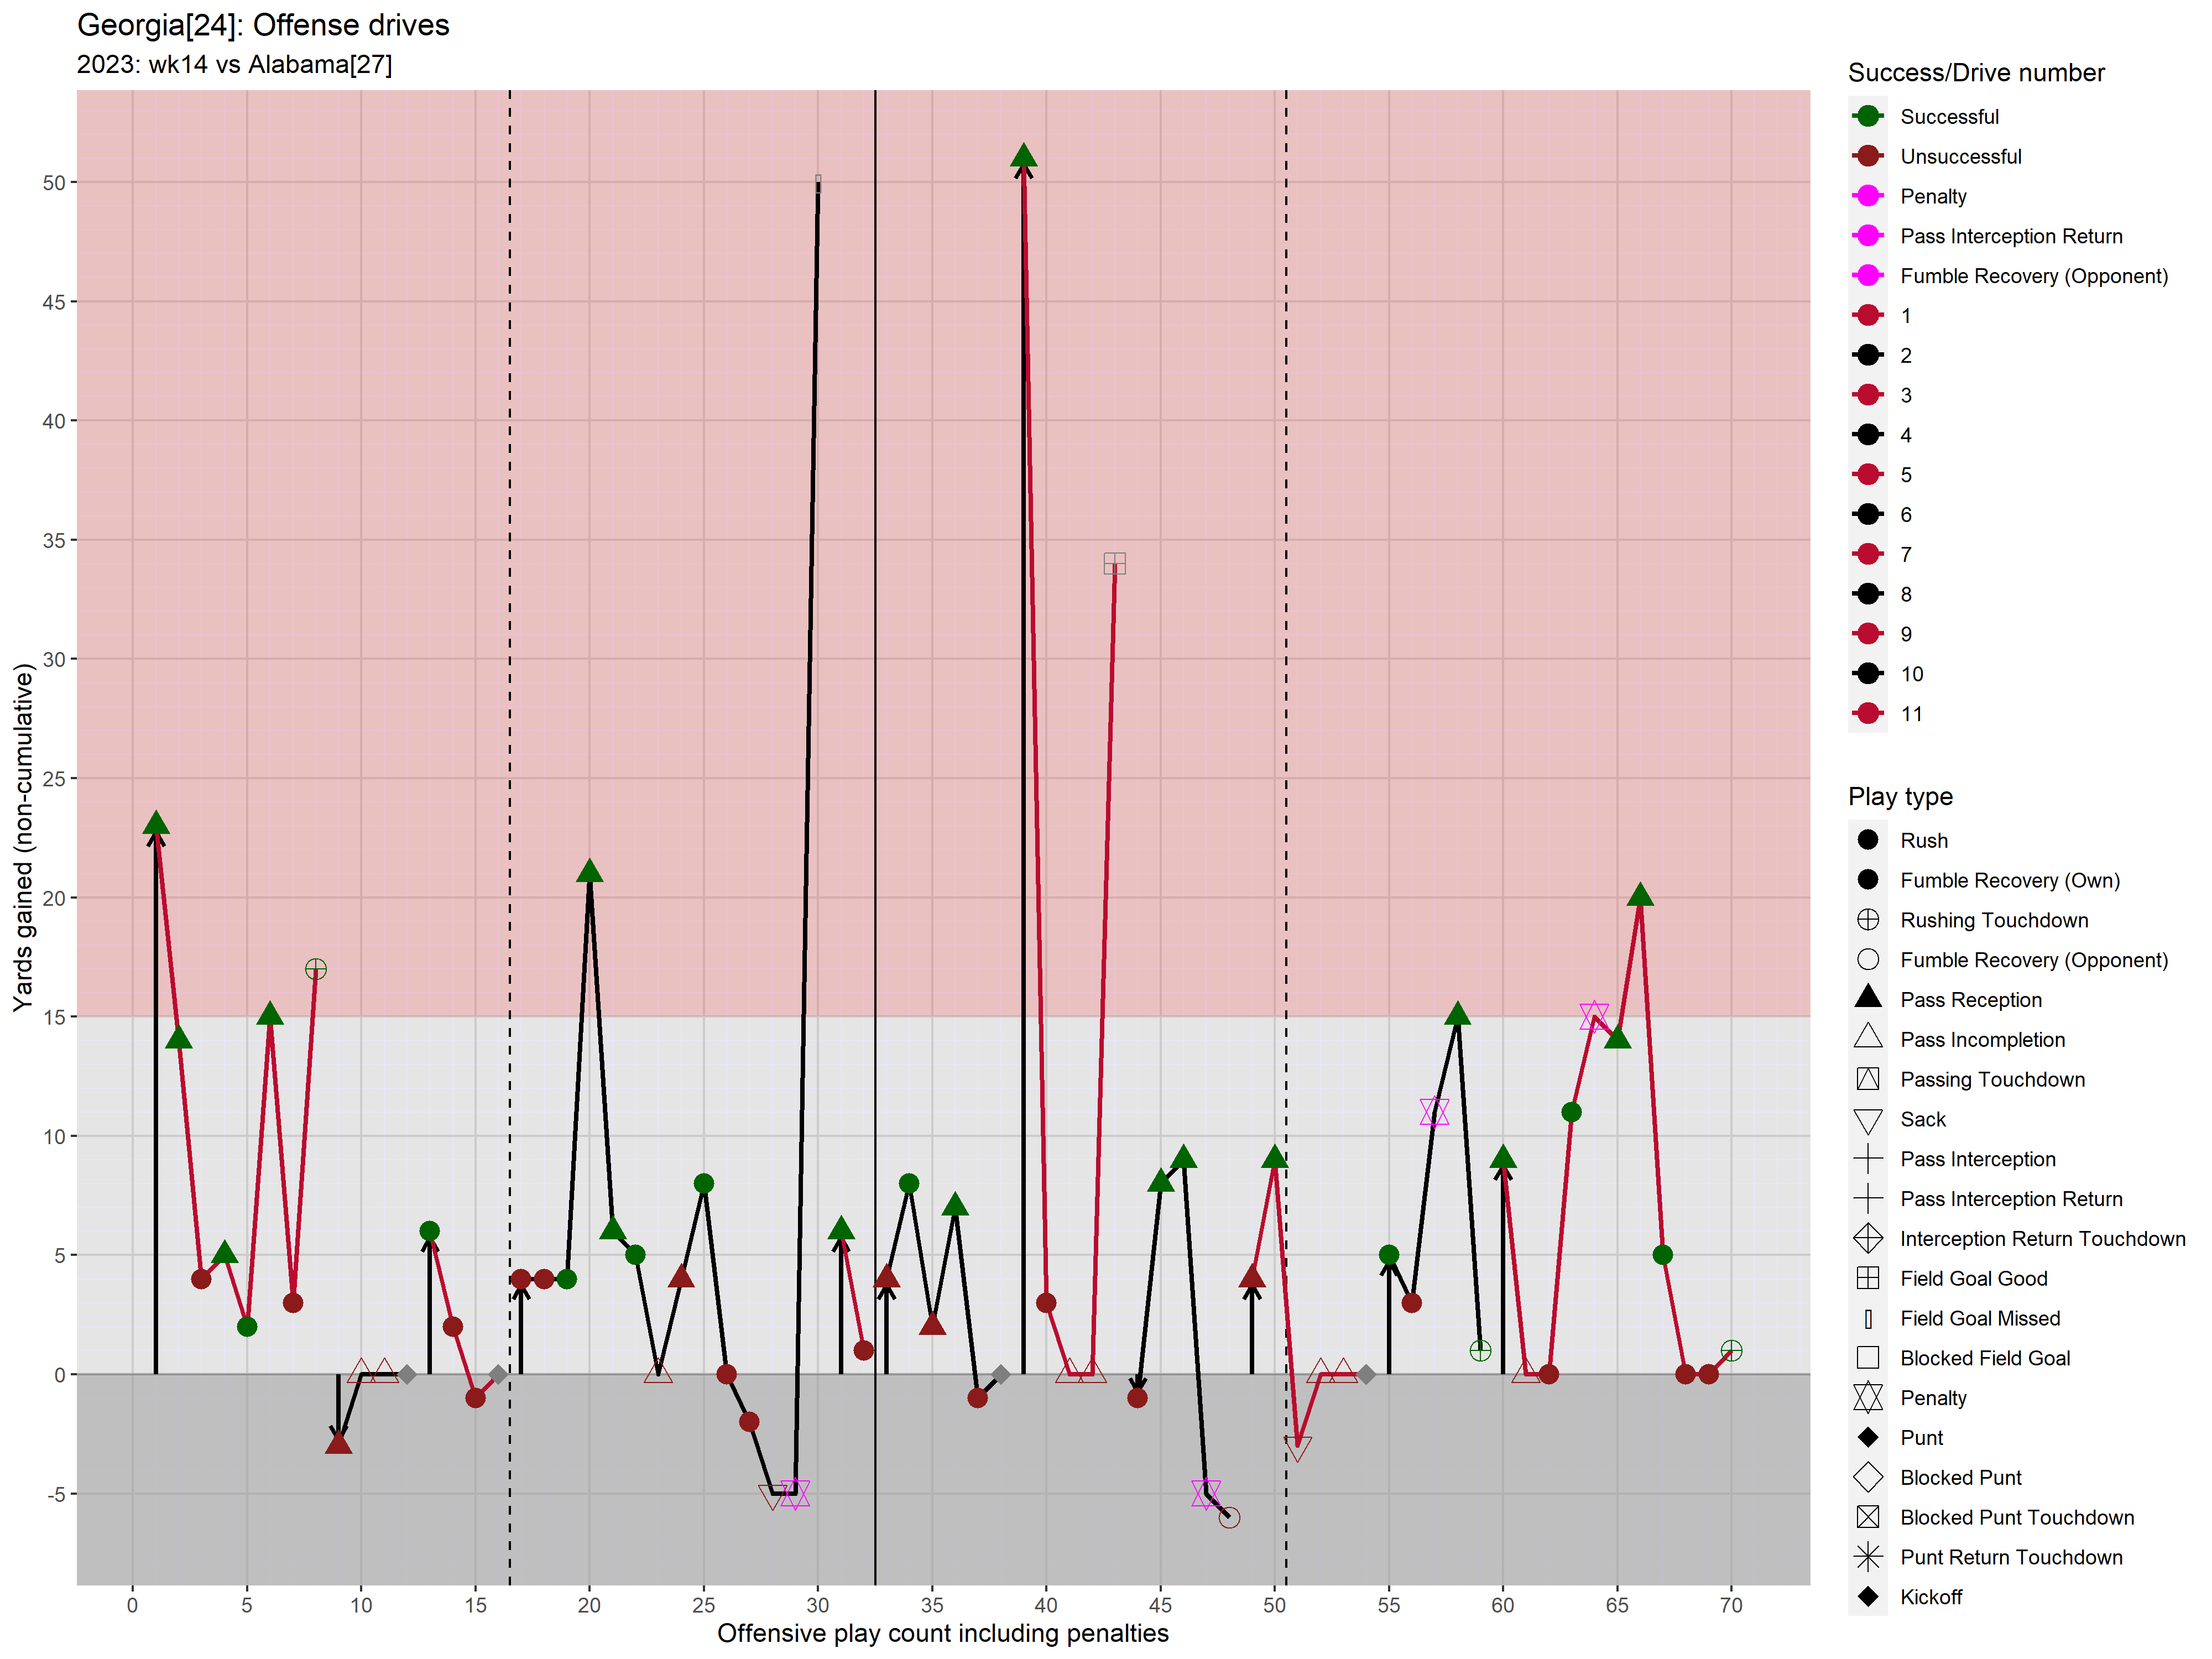 Georgia[24]: Offense drives
2023: wk14 vs Alabama[27]
Yards gained (non-cumulative)
50
45
40
35
30
25
20
15
10
5
0
-5
0 5 10 15 20 25 30 35 40 45 50 55 60 65 70
Offensive play count including penalties
Success/Drive number
Successful
Unsuccessful
Penalty
Pass Interception Return
Fumble Recovery (Opponent)
1
2
3
4
5
6
7
8
9
10
11
Play type
Rush
Fumble Recovery (Own)
Rushing Touchdown
Fumble Recovery (Opponent)
Pass Reception
Pass Incompletion
Passing Touchdown
Sack
Pass Interception
Pass Interception Return
Interception Return Touchdown
Field Goal Good
Field Goal Missed
Blocked Field Goal
Penalty
Punt
Blocked Punt
Blocked Punt Touchdown
Punt Return Touchdown
Kickoff